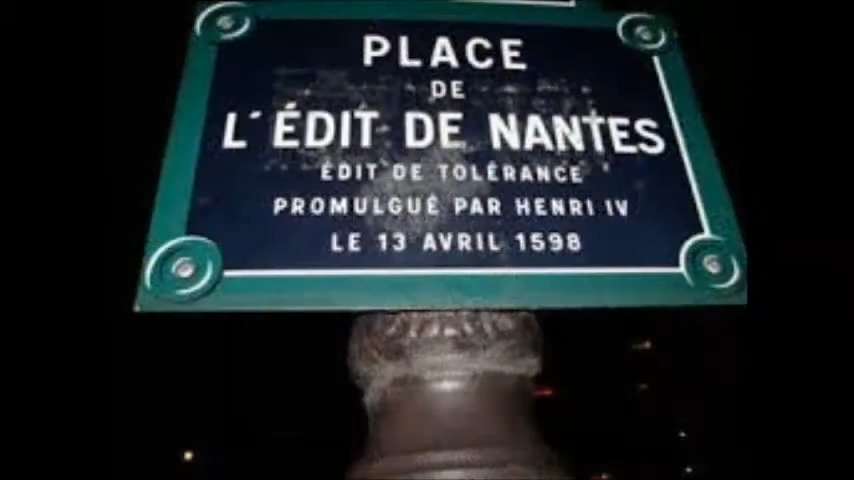 PLACE
DE
L'ÉDIT DE NANTES
ÉDIT DE TOLÉRANCE
PROMULGUÉ PAR HENRI IV
LE 13 AVRIL 1598